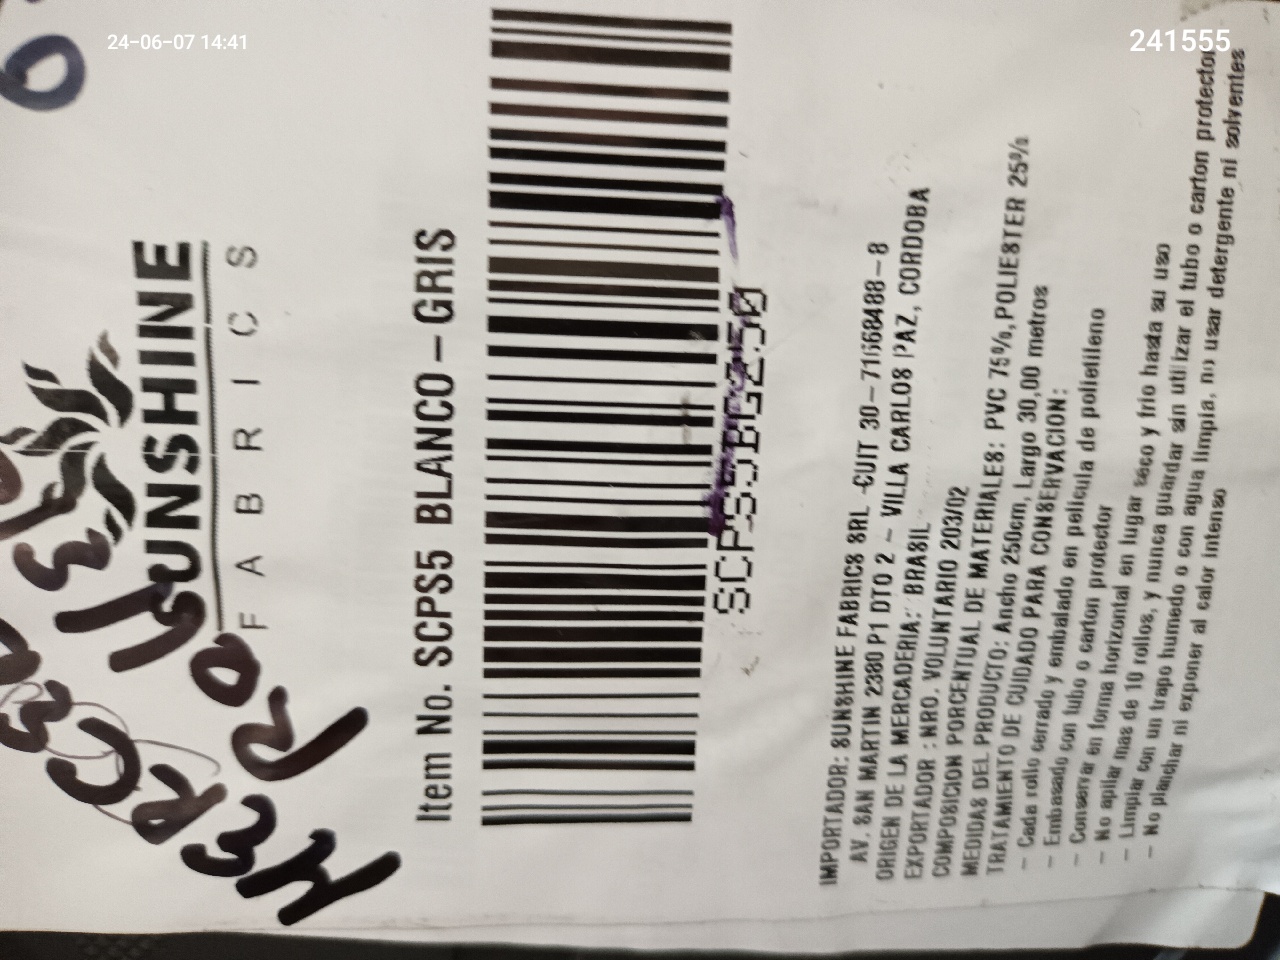 24-06-07 14:41
241555
SUNSHINE
FABRICS
Item No. SCPS5 BLANCO-GRIS
SCPS5BG250
IMPORTADOR: SUNSHINE FABRICS SRL -CUIT 30-71668488-8
AV. SAN MARTIN 2380 P1 DTO 2 - VILLA CARLOS PAZ, CORDOBA
ORIGEN DE LA MERCADERIA: BRASIL
EXPORTADOR : NRO. VOLUNTARIO 203/02
COMPOSICION PORCENTUAL DE MATERIALES: PVC 75%, POLIESTER 25%
MEDIDAS DEL PRODUCTO: Ancho 250cm, Largo 30,00 metros
TRATAMIENTO DE CUIDADO PARA CONSERVACION:
- Cada rollo cerrado y embalado en pelicula de polietileno
- Embasado con tubo o carton protector
- Conservar en forma horizontal en lugar seco y frio hasta su uso
- No apilar mas de 10 rollos, y nunca guardar sin utilizar el tubo o carton protector
- Limpiar con un trapo humedo o con agua limpia, no usar detergente ni solventes
- No planchar ni exponer al calor intenso